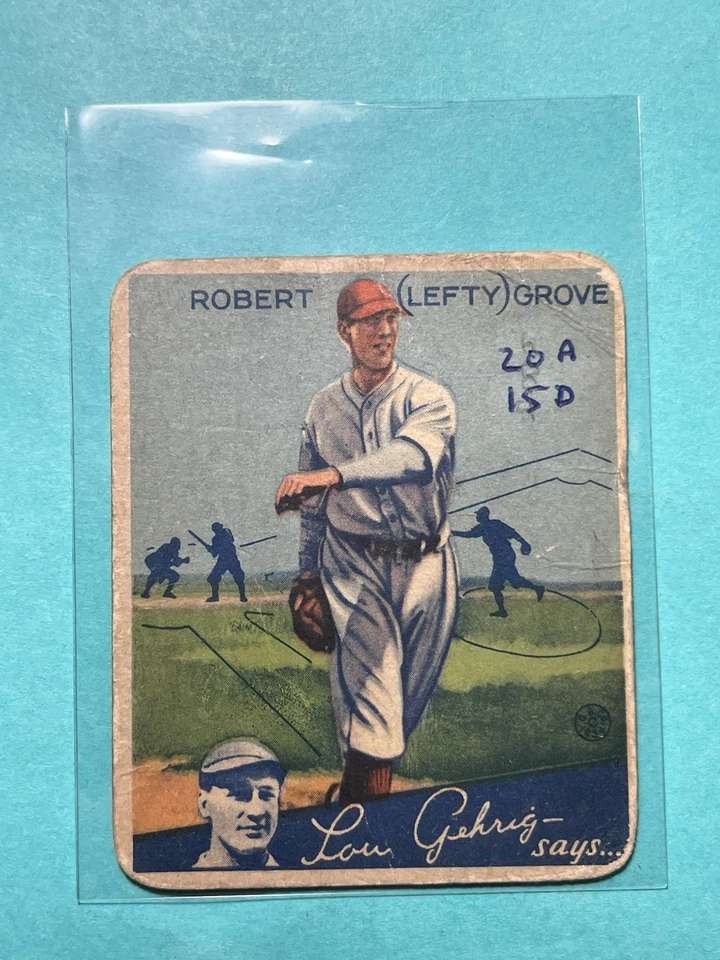 ROBERT (LEFTY) GROVE
20 A
15 D
Lou Gehrig-
says...